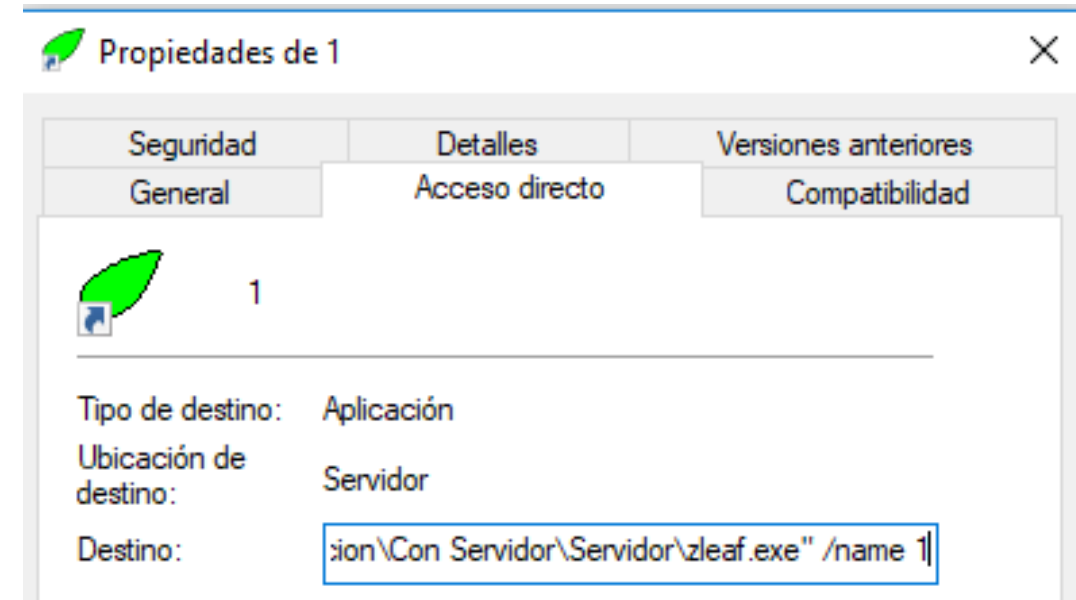 Propiedades de 1
Seguridad Detalles Versiones anteriores
General Acceso directo Compatibilidad
1
Tipo de destino: Aplicación
Ubicación de
destino: Servidor
Destino: cion\Con Servidor\Servidor\zleaf.exe" /name 1